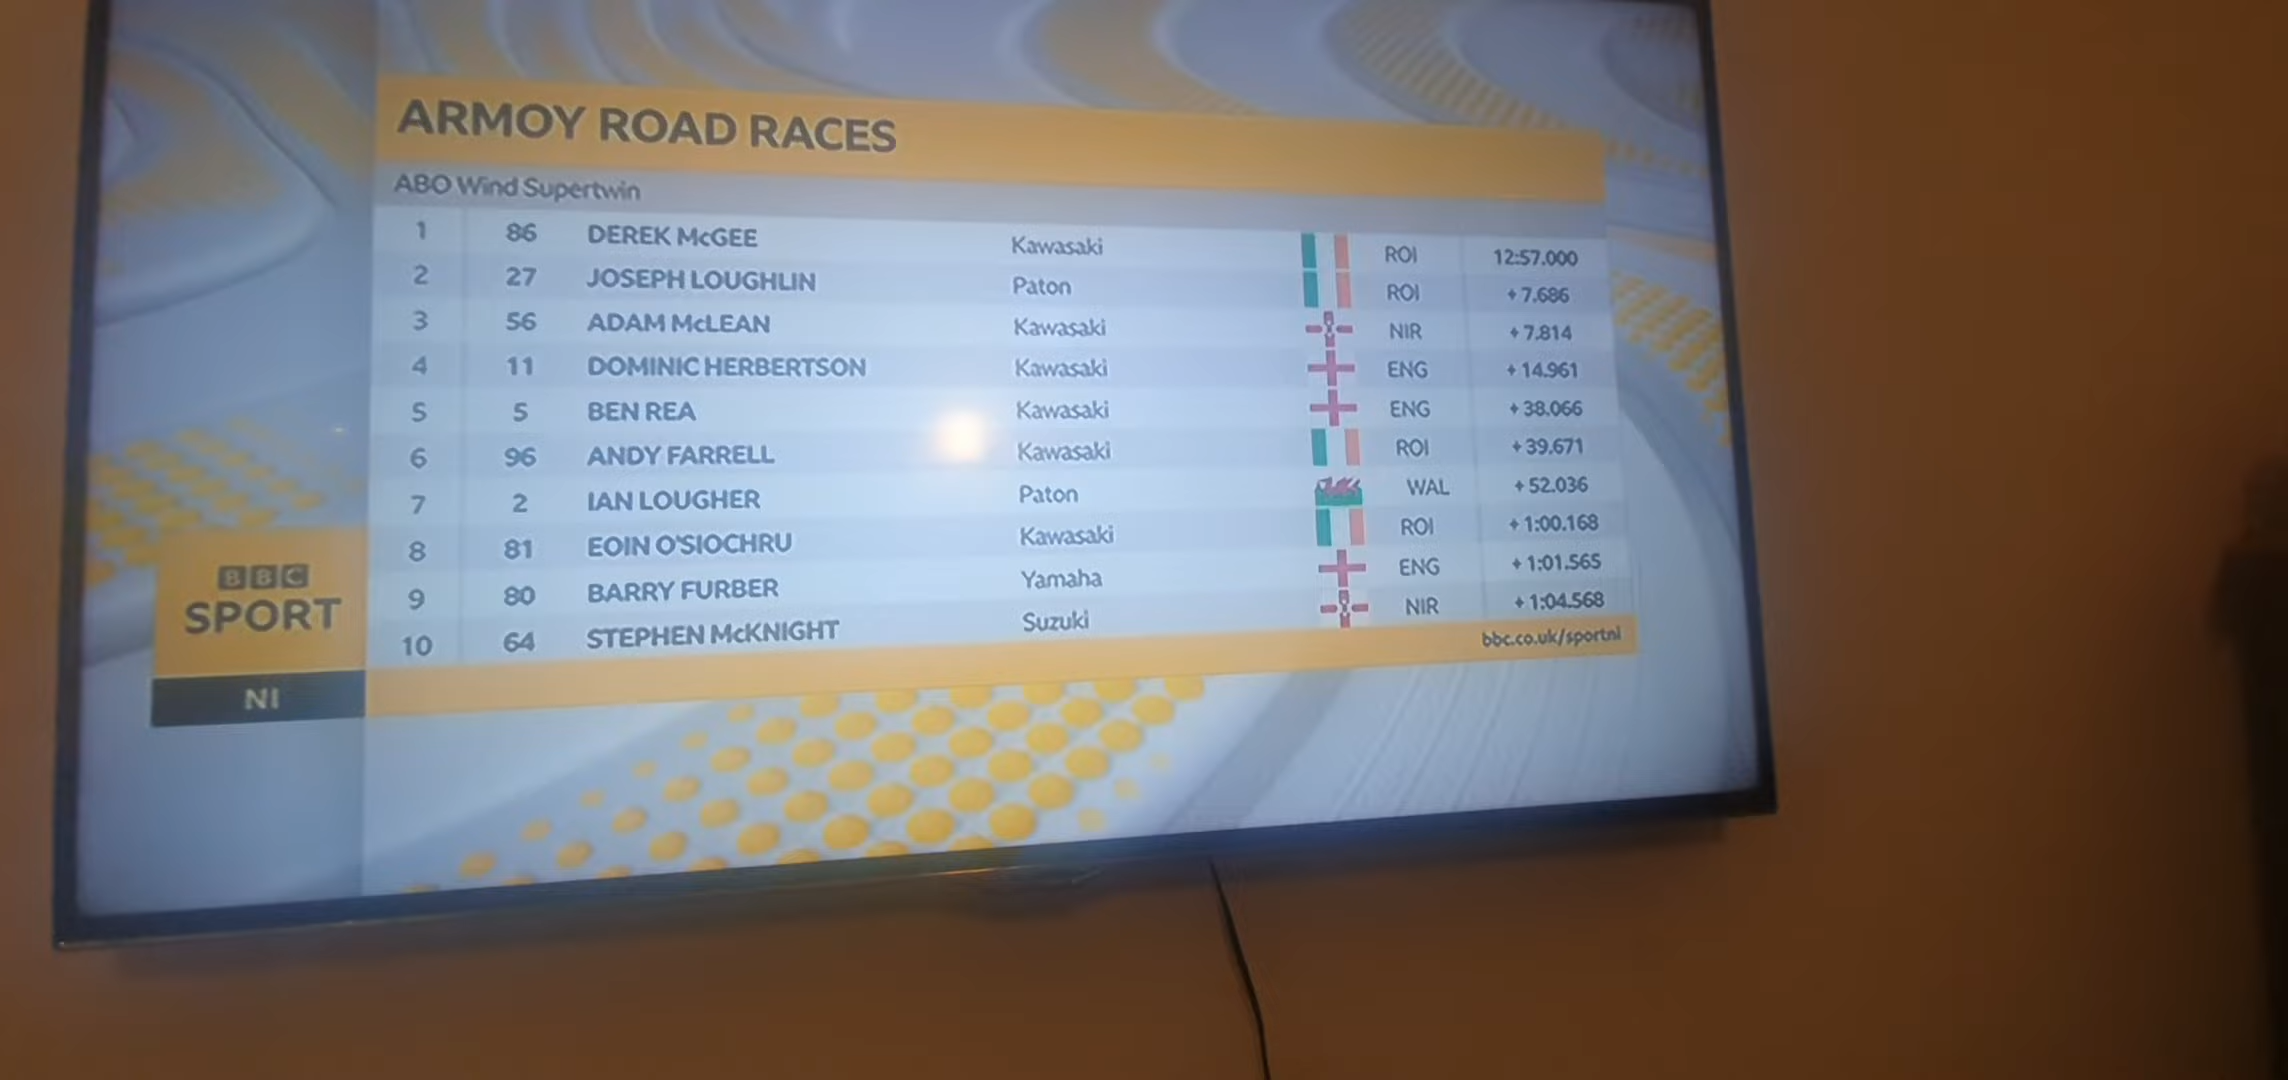 ARMOY ROAD RACES
ABO Wind Supertwin
1 86 DEREK McGEE Kawasaki ROI 12:57.000
2 27 JOSEPH LOUGHLIN Paton ROI +7.686
3 56 ADAM McLEAN Kawasaki NIR +7.814
4 11 DOMINIC HERBERTSON Kawasaki ENG +14.961
5 5 BEN REA Kawasaki ENG +38.066
6 96 ANDY FARRELL Kawasaki ROI +39.671
7 2 IAN LOUGHER Paton WAL +52.036
8 81 EOIN O'SIOCHRU Kawasaki ROI +1:00.168
9 80 BARRY FURBER Yamaha ENG +1:01.565
10 64 STEPHEN McKNIGHT Suzuki NIR +1:04.568
bbc.co.uk/sportni
BBC
SPORT
NI